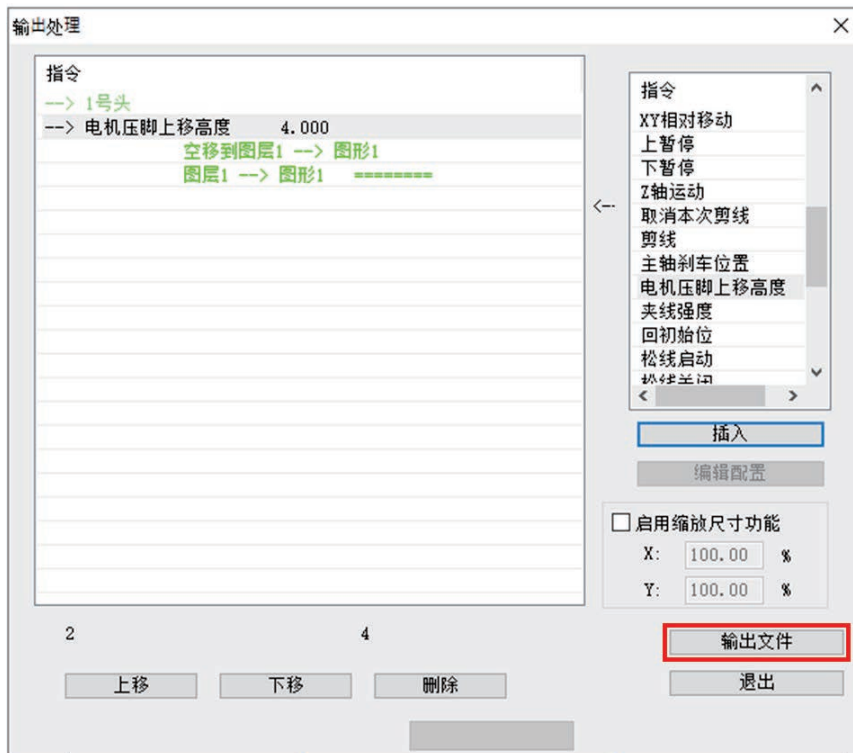 输出处理
指令
--> 1号头
--> 电机压脚上移高度 4.000
空移到图层1 --> 图形1
图层1 --> 图形1 ========
2 4
上移 下移 删除
<--
指令
XY相对移动
上暂停
下暂停
Z轴运动
取消本次剪线
剪线
主轴刹车位置
电机压脚上移高度
夹线强度
回初始位
松线启动
松线关闭
插入
编辑配置
启用缩放尺寸功能
X: 100.00 %
Y: 100.00 %
输出文件
退出